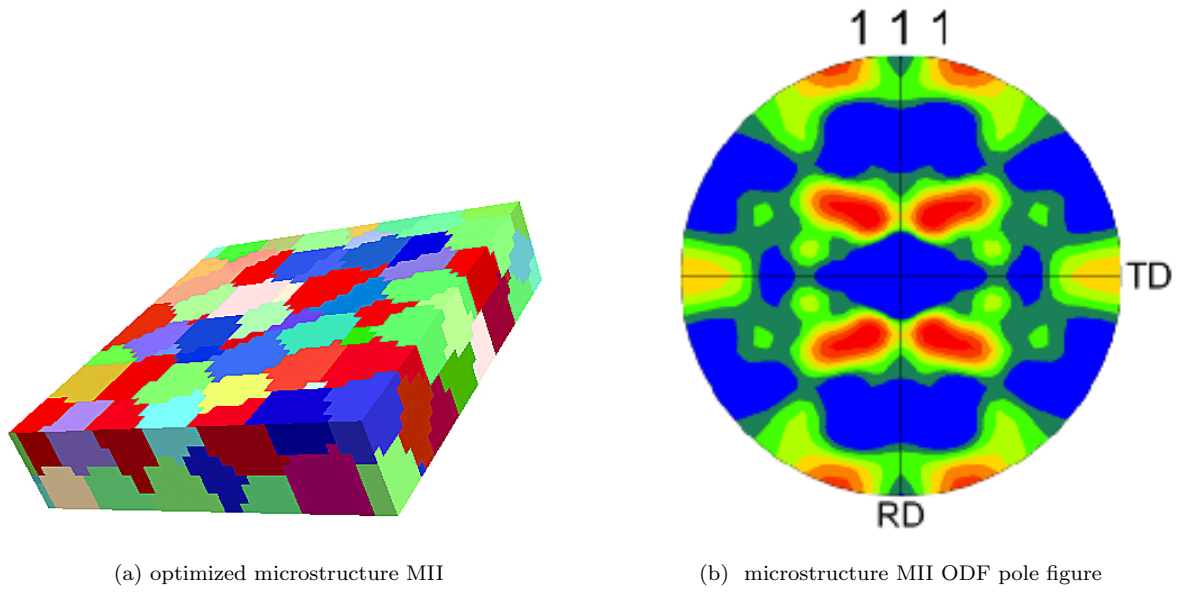 1 1 1
TD
RD
(a) optimized microstructure MII
(b) microstructure MII ODF pole figure